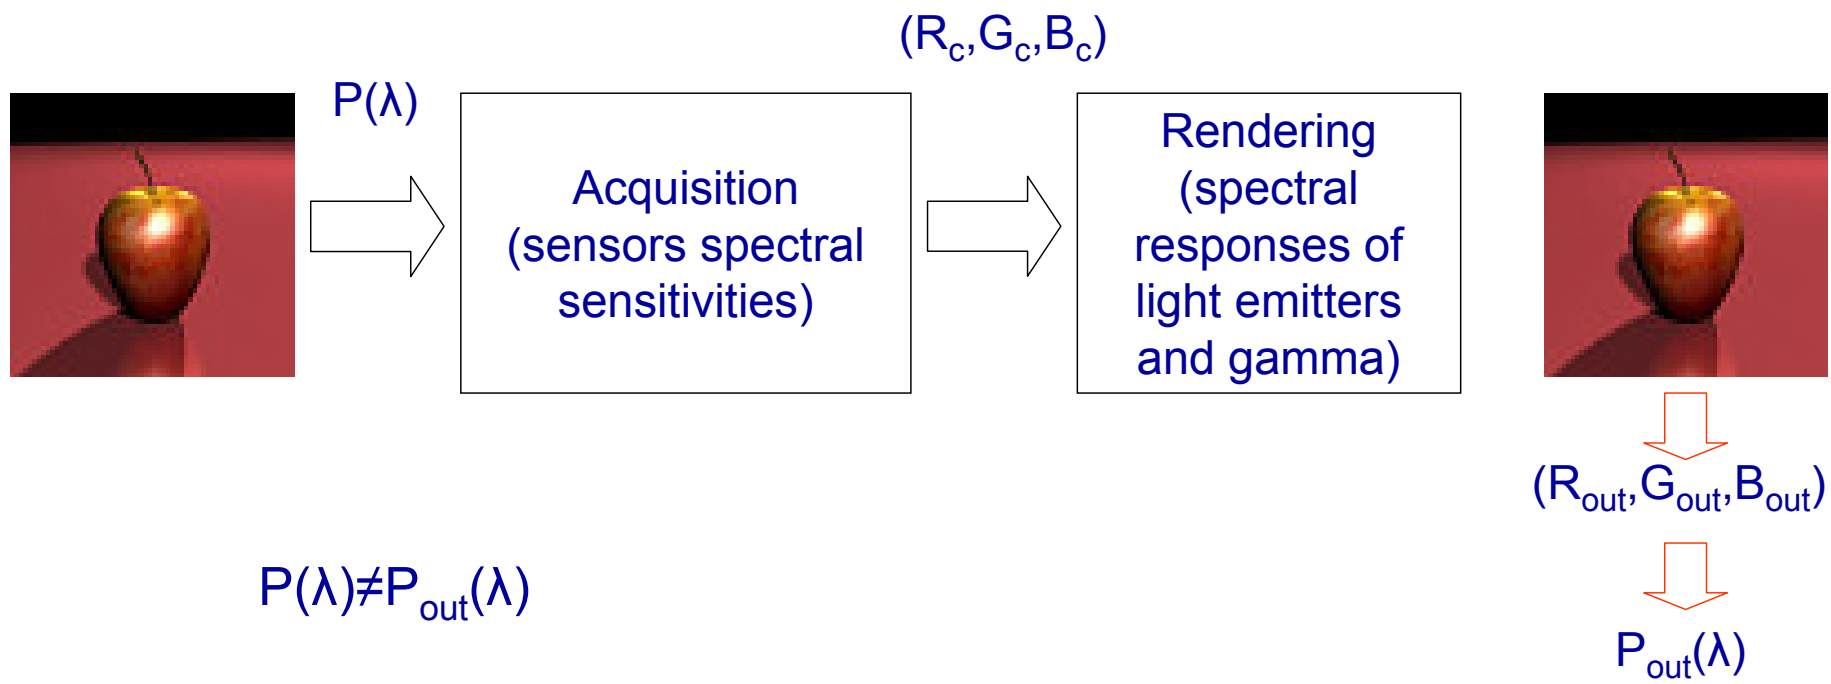 (Rc,Gc,Bc)
P(λ)
Acquisition
(sensors spectral
sensitivities)
Rendering
(spectral
responses of
light emitters
and gamma)
(Rout,Gout,Bout)
P(λ)≠Pout(λ)
Pout(λ)